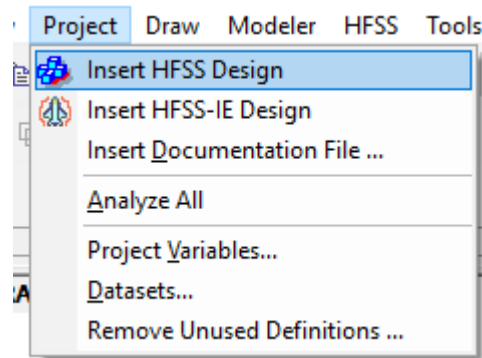 Project Draw Modeler HFSS Tools
Insert HFSS Design
Insert HFSS-IE Design
Insert Documentation File ...
Analyze All
Project Variables...
Datasets...
Remove Unused Definitions ...